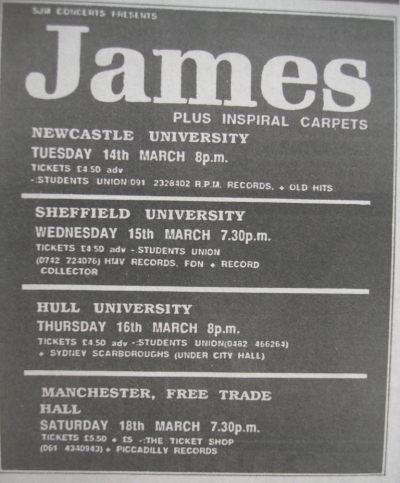 SJM CONCERTS PRESENTS
James
PLUS INSPIRAL CARPETS
NEWCASTLE UNIVERSITY
TUESDAY 14th MARCH 8p.m.
TICKETS £4.50 adv
-:STUDENTS UNION 091 2328402 R.P.M. RECORDS, + OLD HITS
SHEFFIELD UNIVERSITY
WEDNESDAY 15th MARCH 7.30p.m.
TICKETS £4.50 adv -:STUDENTS UNION
(0742 724076) HMV RECORDS, FON + RECORD
COLLECTOR
HULL UNIVERSITY
THURSDAY 16th MARCH 8p.m.
TICKETS £4.50 adv -:STUDENTS UNION(0482 466264)
+ SYDNEY SCARBOROUGHS (UNDER CITY HALL)
MANCHESTER, FREE TRADE
HALL
SATURDAY 18th MARCH 7.30p.m.
TICKETS £5.50 + £5 -:THE TICKET SHOP
(061 4340943) + PICCADILLY RECORDS